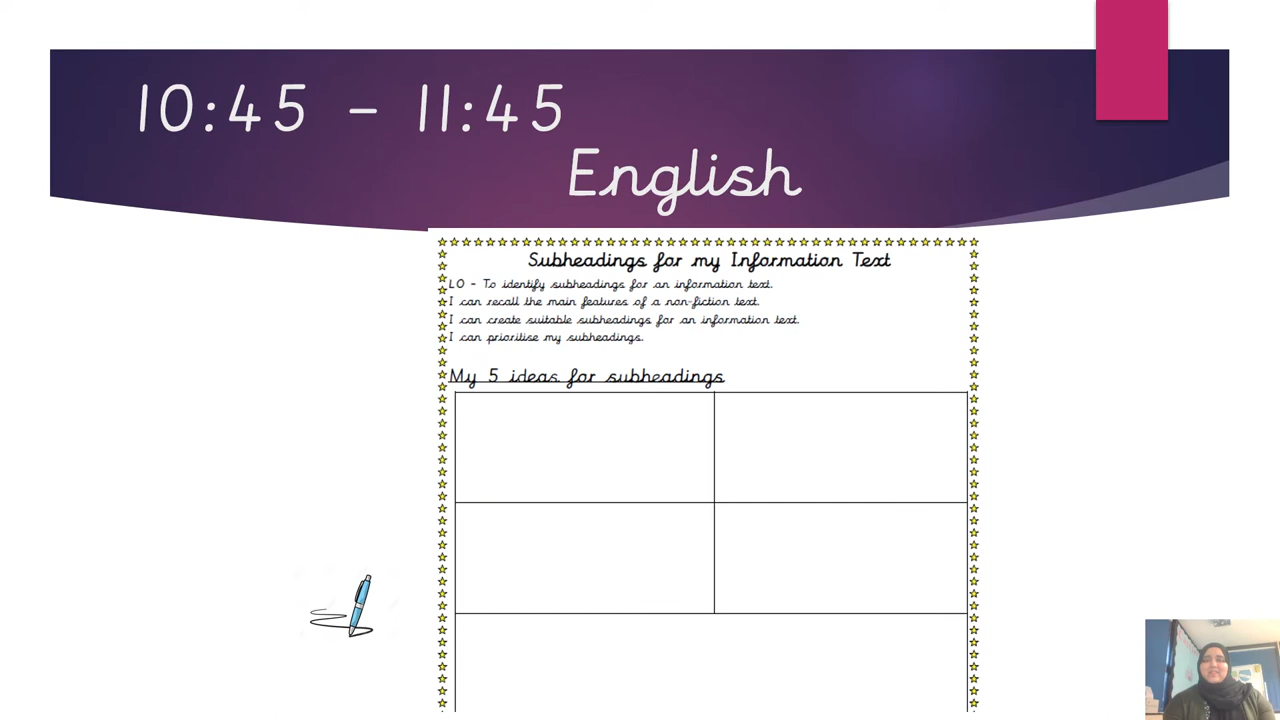 10:45 - 11:45
English
Subheadings for my Information Text
LO - To identify subheadings for an information text.
I can recall the main features of a non-fiction text.
I can create suitable subheadings for an information text.
I can prioritise my subheadings.
My 5 ideas for subheadings